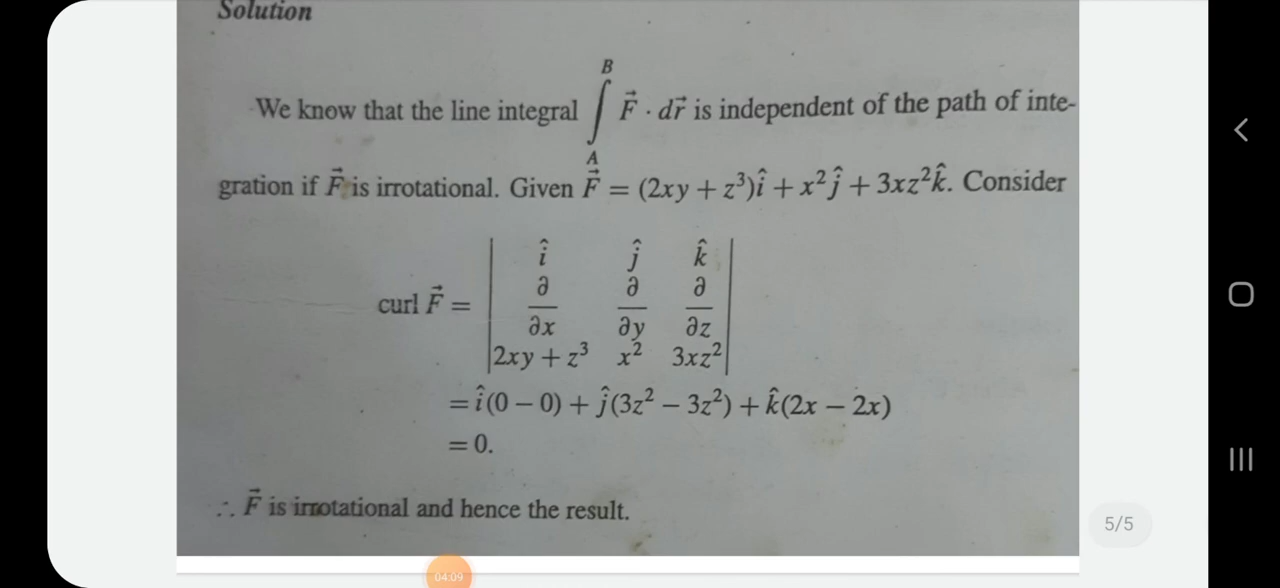 Solution
B
We know that the line integral ∫ F⃗ · dr⃗ is independent of the path of inte-
A
gration if F⃗ is irrotational. Given F⃗ = (2xy + z³)î + x²ĵ + 3xz²k̂. Consider
î ĵ k̂
curl F⃗ = | ∂/∂x ∂/∂y ∂/∂z |
2xy + z³ x² 3xz²
= î(0 − 0) + ĵ(3z² − 3z²) + k̂(2x − 2x)
= 0.
∴ F⃗ is irrotational and hence the result.
5/5
04:09